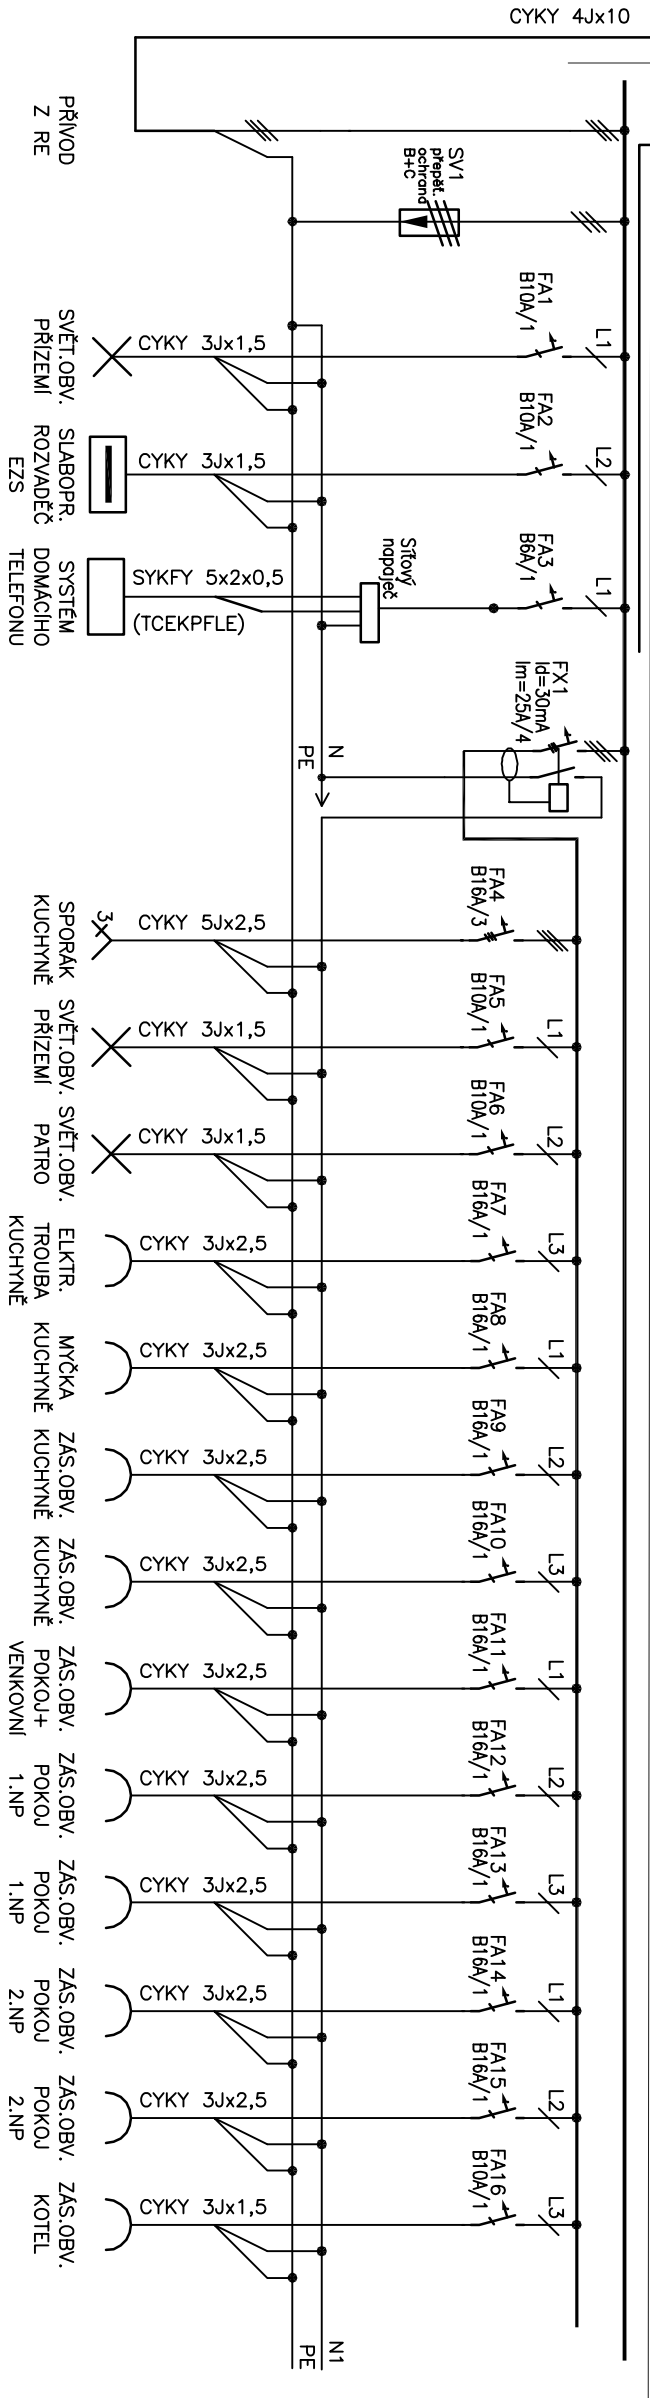 CYKY 4Jx10
PŘÍVOD
Z RE
SV1
přepěť.
ochrana
B+C
FA1
B10A/1
L1
CYKY 3Jx1,5
SVĚT.OBV.
PŘÍZEMÍ
FA2
B10A/1
L2
CYKY 3Jx1,5
SLABOPR.
ROZVADĚČ
EZS
FA3
B6A/1
L1
Síťový
napaječ
SYKFY 5x2x0,5
(TCEKPFLE)
SYSTÉM
DOMÁCÍHO
TELEFONU
FX1
Id=30mA
Im=25A/4
N
PE
FA4
B16A/3
CYKY 5Jx2,5
3
SPORÁK
KUCHYNĚ
FA5
B10A/1
L1
CYKY 3Jx1,5
SVĚT.OBV.
PŘÍZEMÍ
FA6
B10A/1
L2
CYKY 3Jx1,5
SVĚT.OBV.
PATRO
FA7
B16A/1
L3
CYKY 3Jx2,5
ELKTR.
TROUBA
KUCHYNĚ
FA8
B16A/1
L1
CYKY 3Jx2,5
MYČKA
KUCHYNĚ
FA9
B16A/1
L2
CYKY 3Jx2,5
ZÁS.OBV.
KUCHYNĚ
FA10
B16A/1
L3
CYKY 3Jx2,5
ZÁS.OBV.
KUCHYNĚ
FA11
B16A/1
L1
CYKY 3Jx2,5
ZÁS.OBV.
POKOJ+
VENKOVNÍ
FA12
B16A/1
L2
CYKY 3Jx2,5
ZÁS.OBV.
POKOJ
1.NP
FA13
B16A/1
L3
CYKY 3Jx2,5
ZÁS.OBV.
POKOJ
1.NP
FA14
B16A/1
L1
CYKY 3Jx2,5
ZÁS.OBV.
POKOJ
2.NP
FA15
B16A/1
L2
CYKY 3Jx2,5
ZÁS.OBV.
POKOJ
2.NP
FA16
B10A/1
L3
CYKY 3Jx1,5
ZÁS.OBV.
KOTEL
N1
PE